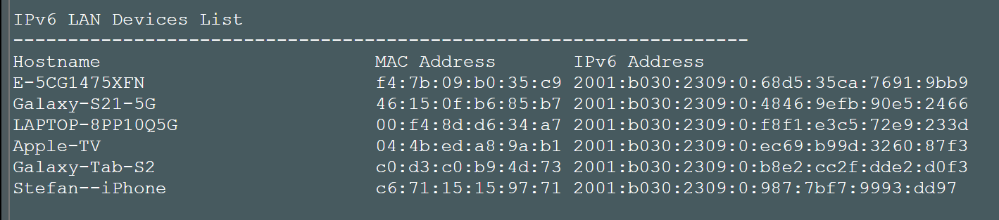 IPv6 LAN Devices List
-------------------------------------------------------------------
Hostname                         MAC Address       IPv6 Address
E-5CG1475XFN                     f4:7b:09:b0:35:c9 2001:b030:2309:0:68d5:35ca:7691:9bb9
Galaxy-S21-5G                    46:15:0f:b6:85:b7 2001:b030:2309:0:4846:9efb:90e5:2466
LAPTOP-8PP10Q5G                  00:f4:8d:d6:34:a7 2001:b030:2309:0:f8f1:e3c5:72e9:233d
Apple-TV                         04:4b:ed:a8:9a:b1 2001:b030:2309:0:ec69:b99d:3260:87f3
Galaxy-Tab-S2                    c0:d3:c0:b9:4d:73 2001:b030:2309:0:b8e2:cc2f:dde2:d0f3
Stefan--iPhone                   c6:71:15:15:97:71 2001:b030:2309:0:987:7bf7:9993:dd97